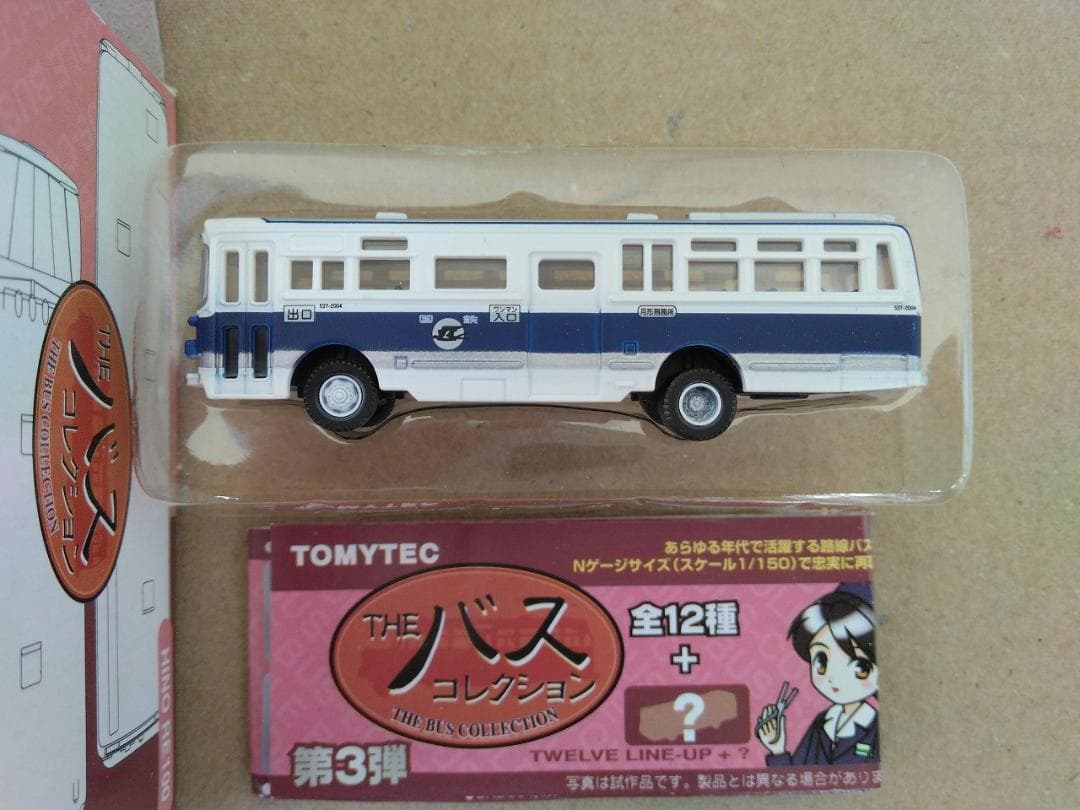 THE
バス
コレクション
THE BUS COLLECTION
HINO RE100
537-2004
出口
国鉄
ワンマン
入口
月形刑務所
537-2004
TOMYTEC
あらゆる年代で活躍する路線バス
Nゲージサイズ(スケール1/150)で忠実に再現
THE
バス
コレクション
THE BUS COLLECTION
全12種
+
?
TWELVE LINE-UP + ?
第3弾
写真は試作品です。製品とは異なる場合がありま